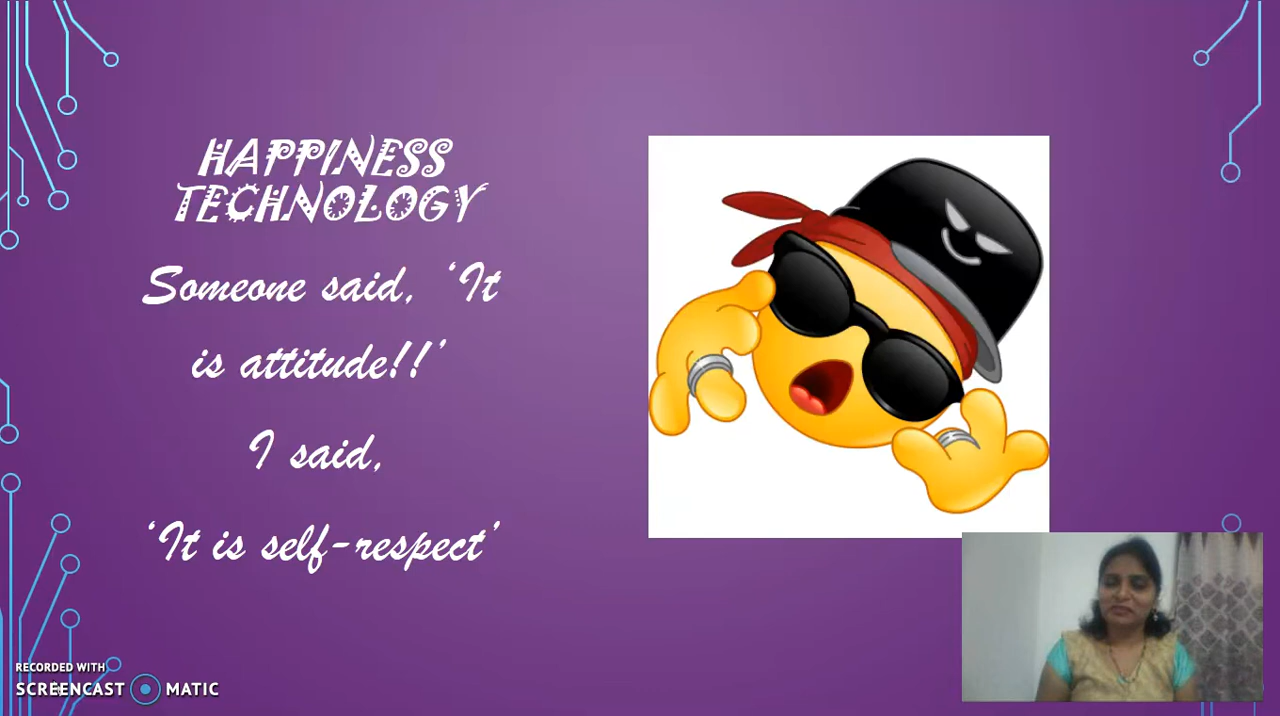 HAPPINESS
TECHNOLOGY
Someone said, ‘It
is attitude!!’
I said,
‘It is self-respect’
RECORDED WITH
SCREENCAST MATIC